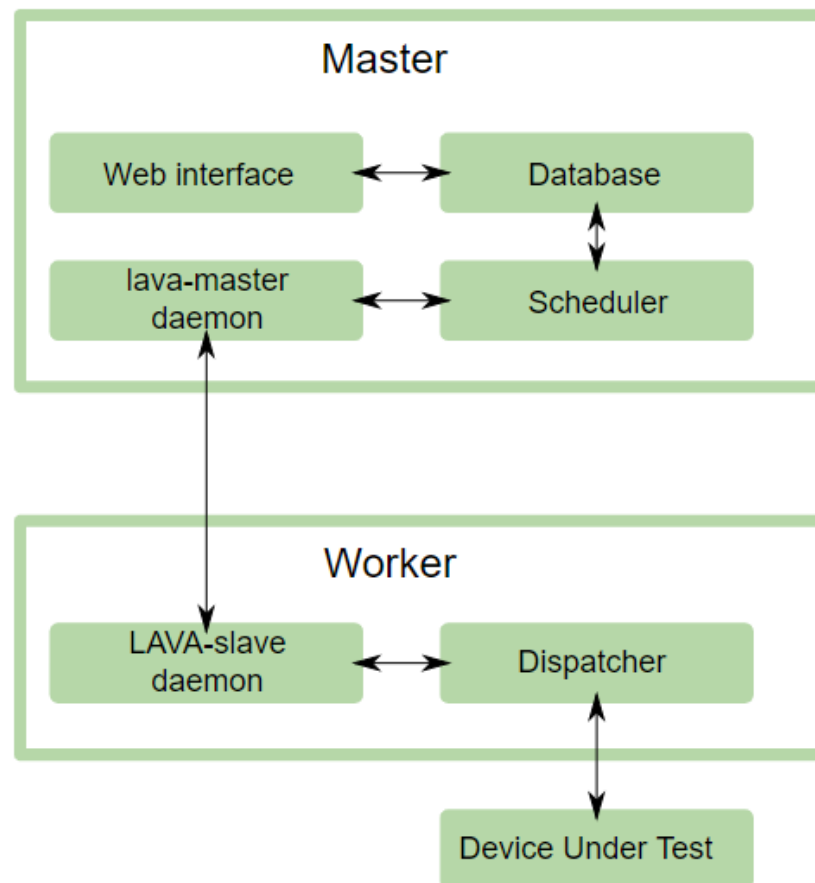 Master
Web interface
Database
lava-master
daemon
Scheduler
Worker
LAVA-slave
daemon
Dispatcher
Device Under Test